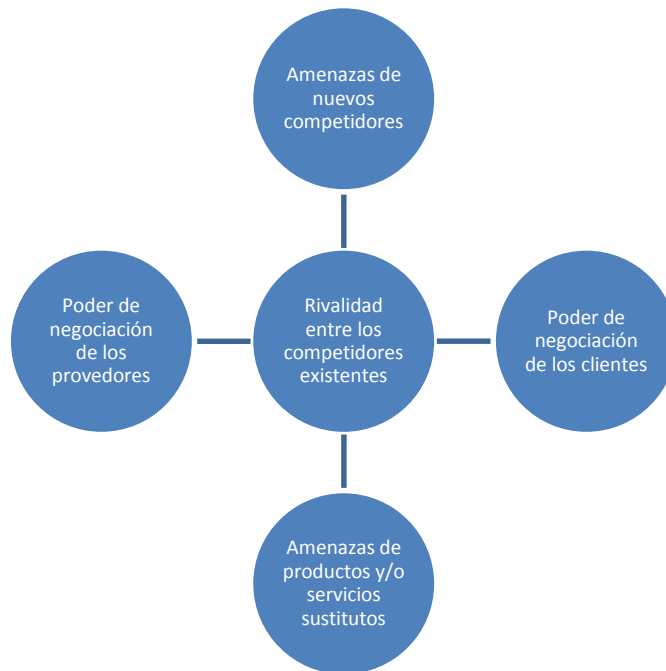 Amenazas de
nuevos
competidores
Poder de
negociación
de los
provedores
Rivalidad
entre los
competidores
existentes
Poder de
negociación
de los clientes
Amenazas de
productos y/o
servicios
sustitutos